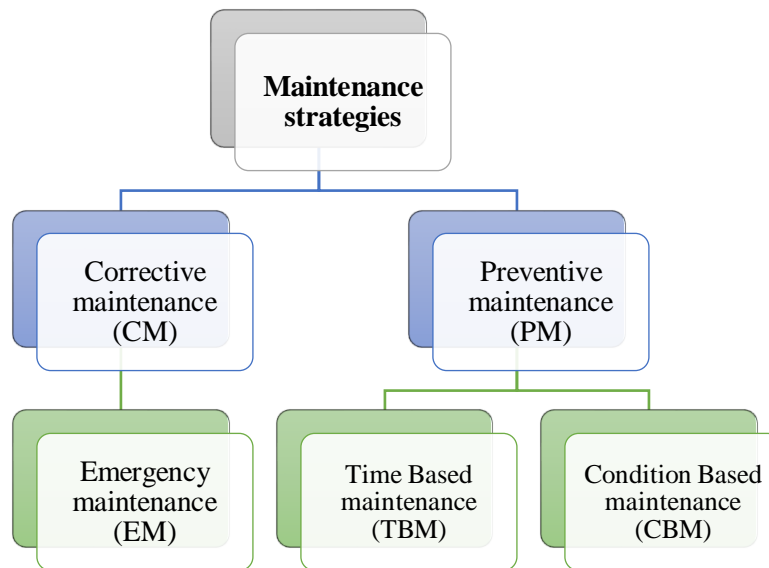 Maintenance
strategies
Corrective
maintenance
(CM)
Preventive
maintenance
(PM)
Emergency
maintenance
(EM)
Time Based
maintenance
(TBM)
Condition Based
maintenance
(CBM)